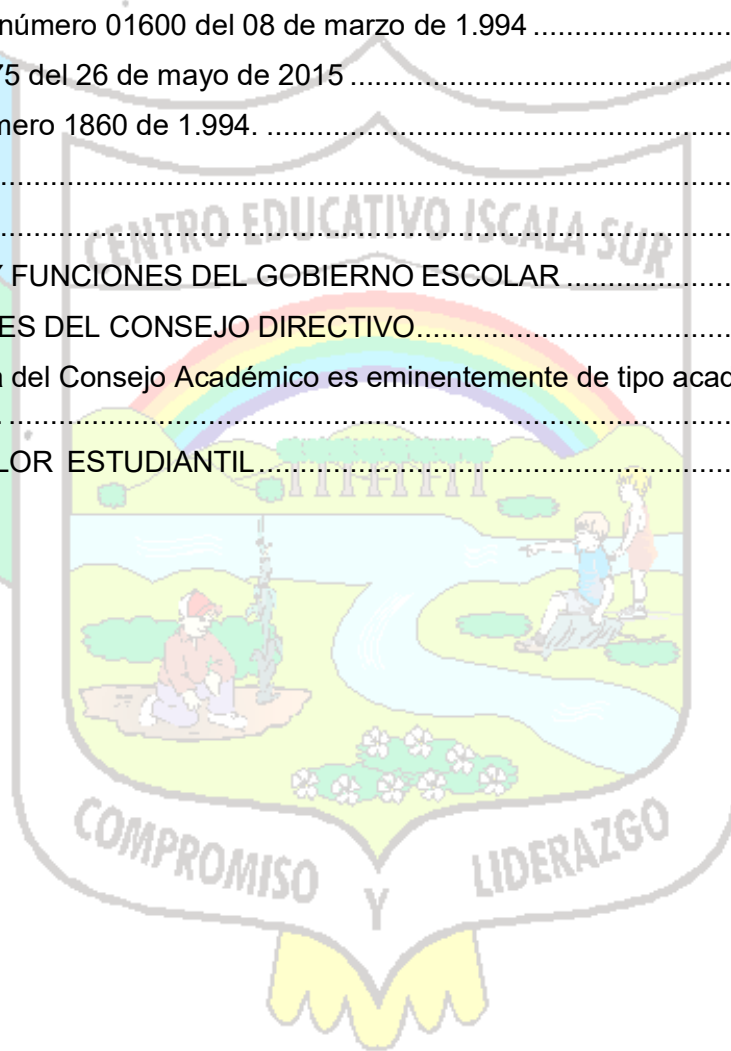 número 01600 del 08 de marzo de 1.994 ........................
75 del 26 de mayo de 2015 ................................................
mero 1860 de 1.994. ............................................................
................................................................................................
................................................................................................
CENTRO EDUCATIVO ISCALA SUR
Y FUNCIONES DEL GOBIERNO ESCOLAR ....................
ES DEL CONSEJO DIRECTIVO........................................
a del Consejo Académico es eminentemente de tipo acad
. ...............................................................................................
LOR ESTUDIANTIL ............................................................
COMPROMISO Y LIDERAZGO